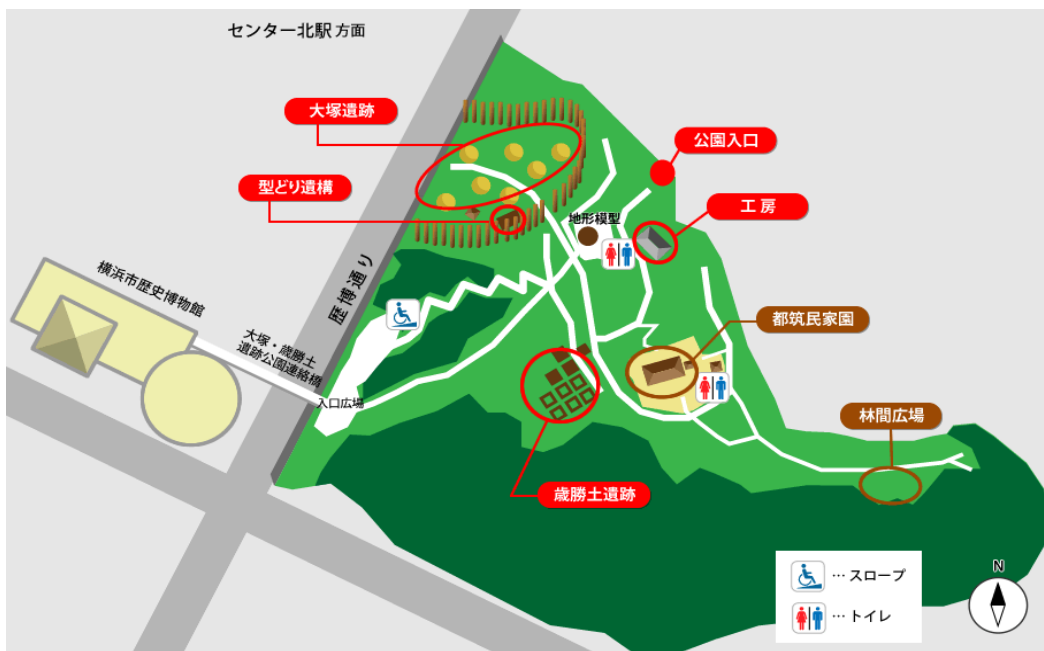 センター北駅 方面
大塚遺跡
公園入口
型どり遺構
工房
地形模型
歴博通り
横浜市歴史博物館
大塚・歳勝土
遺跡公園連絡橋
都筑民家園
入口広場
林間広場
歳勝土遺跡
… スロープ
… トイレ
N